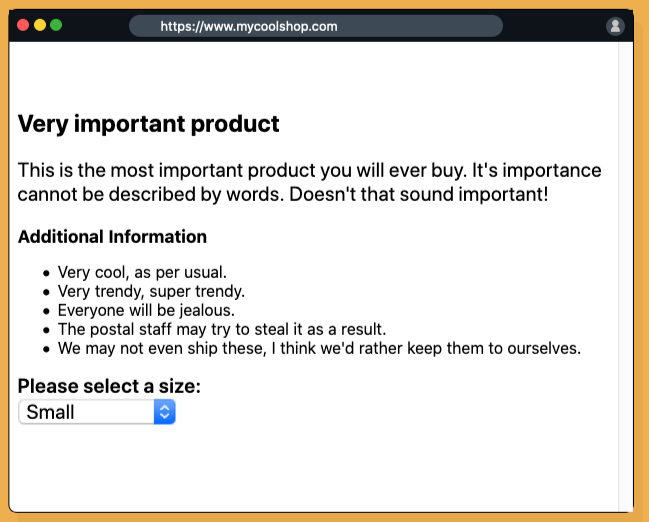 https://www.mycoolshop.com
Very important product
This is the most important product you will ever buy. It's importance
cannot be described by words. Doesn't that sound important!
Additional Information
• Very cool, as per usual.
• Very trendy, super trendy.
• Everyone will be jealous.
• The postal staff may try to steal it as a result.
• We may not even ship these, I think we'd rather keep them to ourselves.
Please select a size:
Small